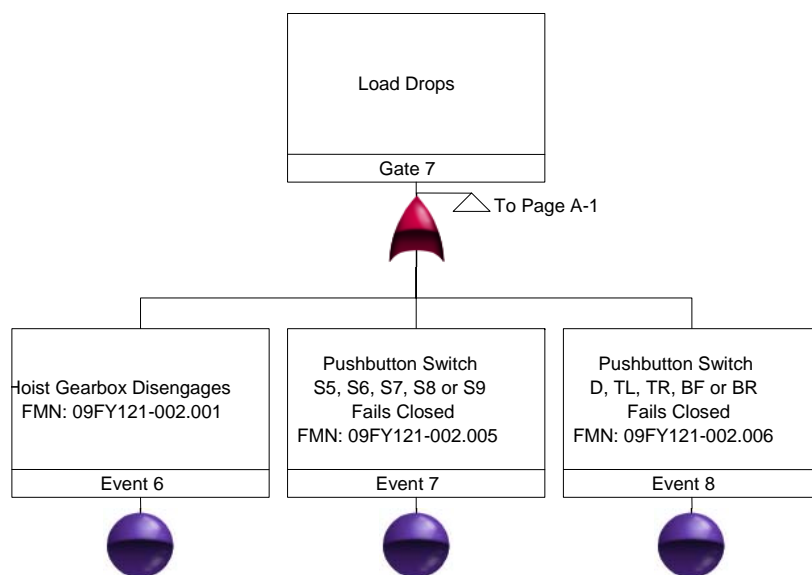 Load Drops
Gate 7
To Page A-1
Hoist Gearbox Disengages
FMN: 09FY121-002.001
Event 6
Pushbutton Switch
S5, S6, S7, S8 or S9
Fails Closed
FMN: 09FY121-002.005
Event 7
Pushbutton Switch
D, TL, TR, BF or BR
Fails Closed
FMN: 09FY121-002.006
Event 8